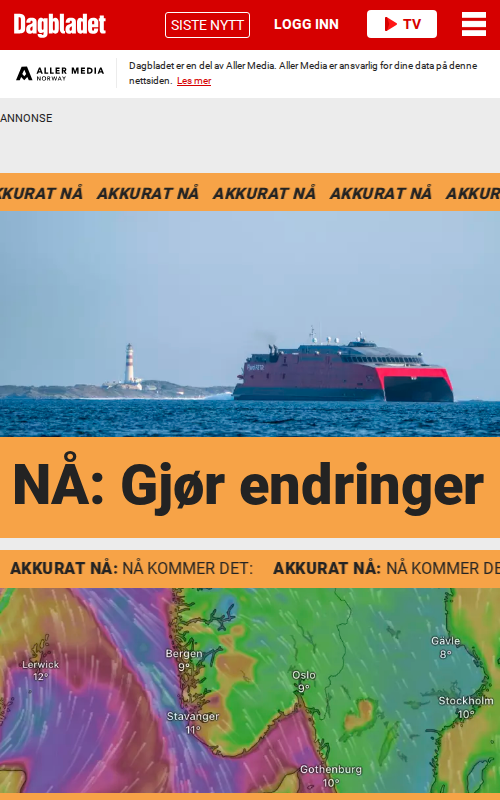 Dagbladet
SISTE NYTT
LOGG INN
TV
ALLER MEDIA
NORWAY
Dagbladet er en del av Aller Media. Aller Media er ansvarlig for dine data på denne
nettsiden. Les mer
ANNONSE
KKURAT NÅ AKKURAT NÅ AKKURAT NÅ AKKURAT NÅ AKKUR
NÅ: Gjør endringer
AKKURAT NÅ: NÅ KOMMER DET: AKKURAT NÅ: NÅ KOMMER DE
Gävle
8°
Bergen
9°
Lerwick
12°
Oslo
9°
Stockholm
10°
Stavanger
11°
Gothenburg
10°